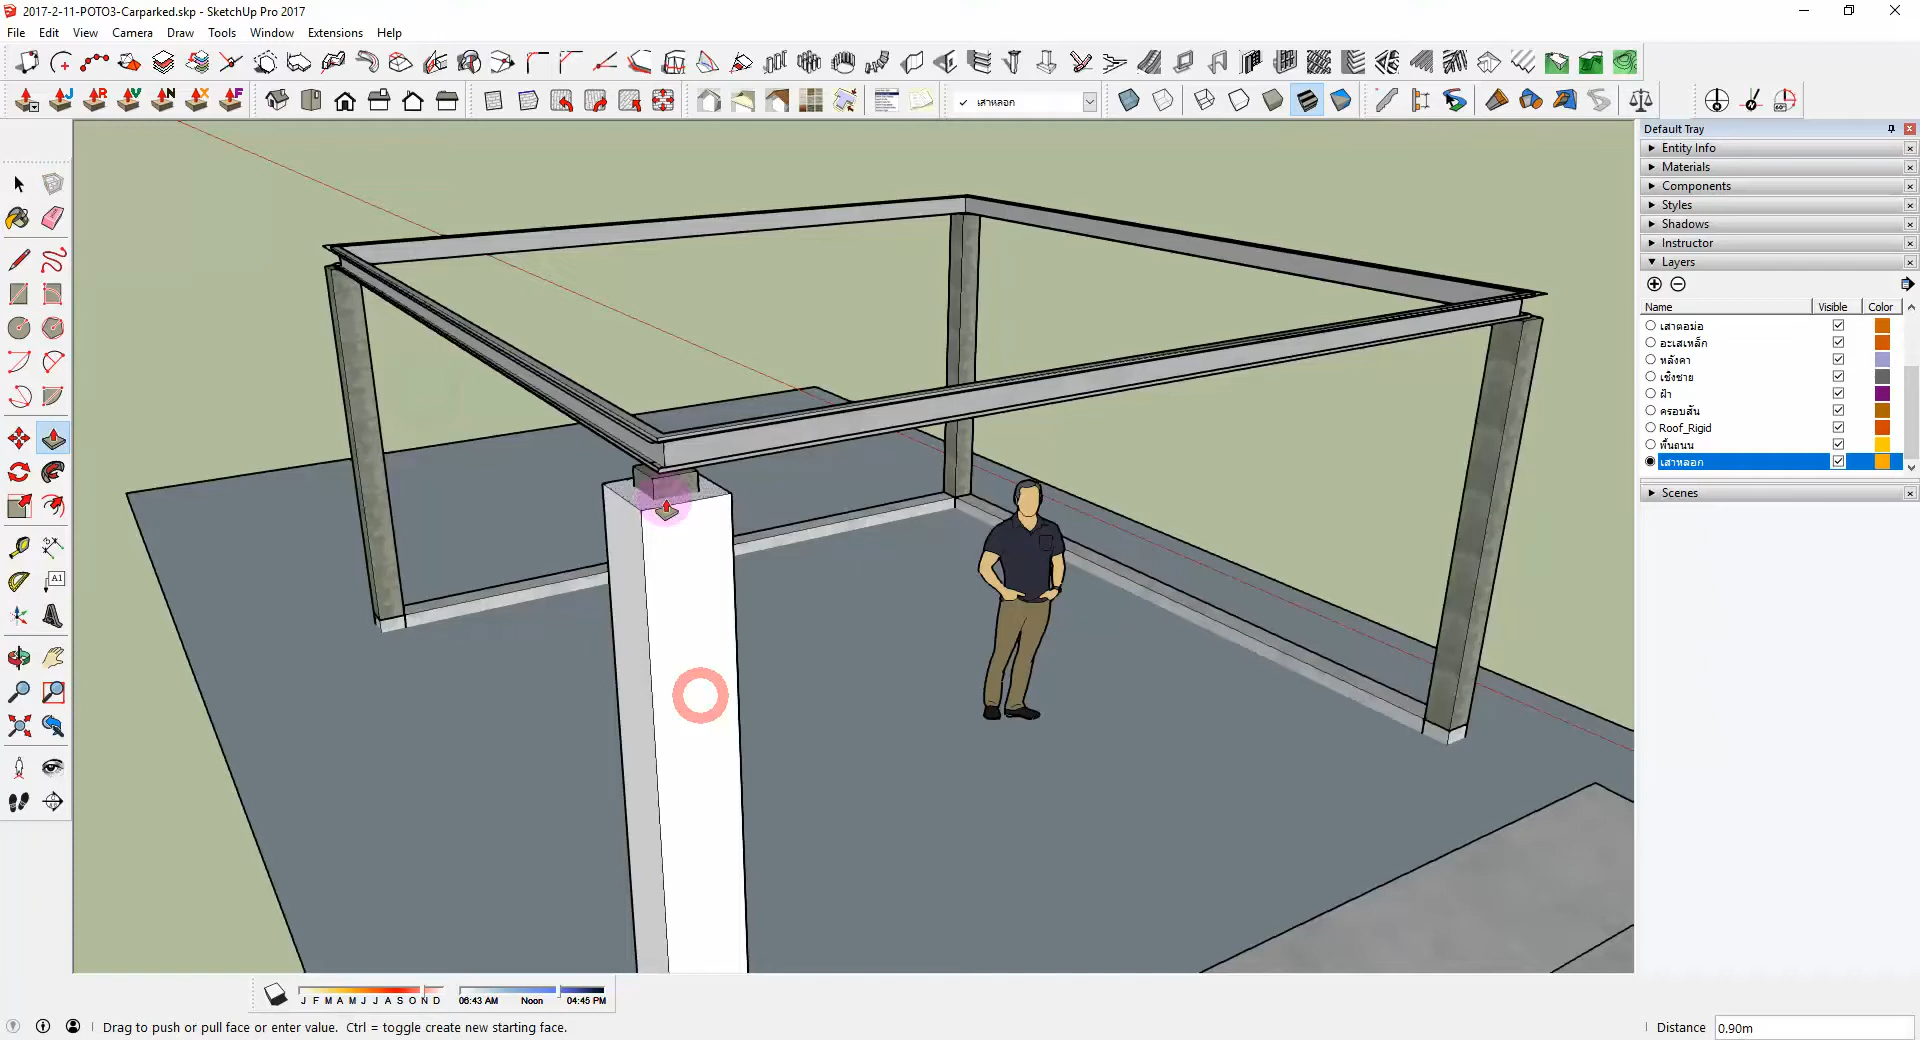 2017-2-11-POTO3-Carparked.skp - SketchUp Pro 2017
File Edit View Camera Draw Tools Window Extensions Help
J R V N X F
✓ เสาหลอก
Default Tray
Entity Info
Materials
Components
Styles
Shadows
Instructor
Layers
Name Visible Color
เสาตอม่อ
อะเสเหล็ก
หลังคา
เชิงชาย
ฝ้า
ครอบสัน
Roof_Rigid
พื้นถนน
เสาหลอก
Scenes
A1
J F M A M J J A S O N D
06:43 AM Noon 04:45 PM
Drag to push or pull face or enter value. Ctrl = toggle create new starting face.
Distance 0.90m